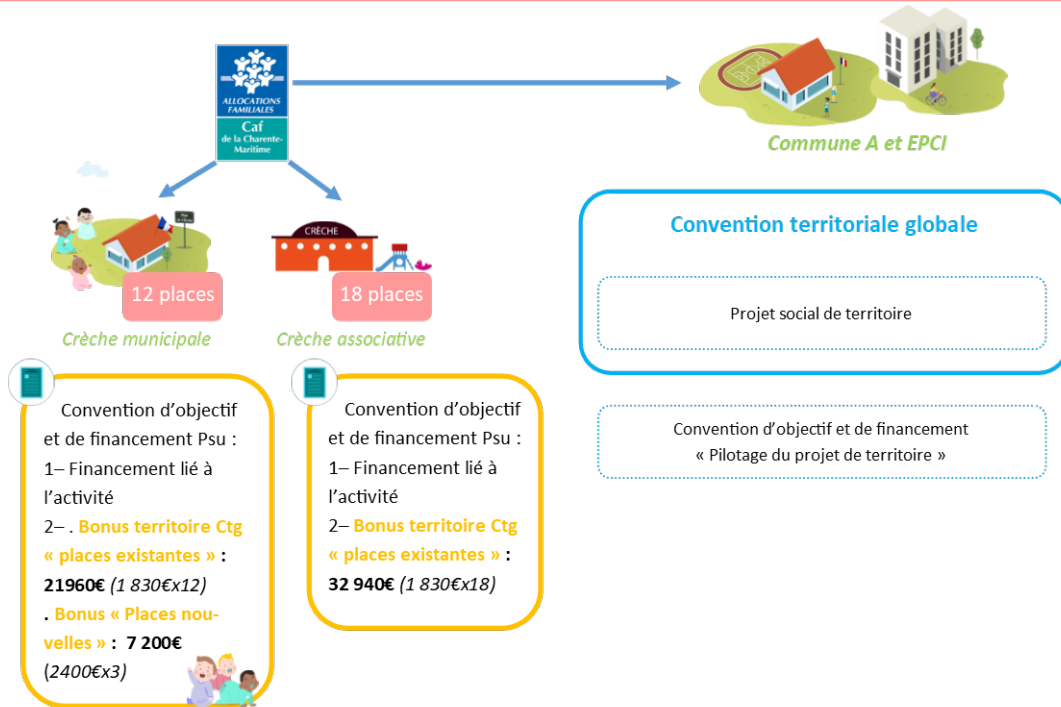 ALLOCATIONS
FAMILIALES
Caf
de la Charente-
Maritime
Commune A et EPCI
CRÈCHE
12 places
18 places
Crèche municipale
Crèche associative
Convention d'objectif
et de financement Psu :
1– Financement lié à
l'activité
2– . Bonus territoire Ctg
« places existantes » :
21960€ (1 830€x12)
. Bonus « Places nou-
velles » : 7 200€
(2400€x3)
Convention d'objectif
et de financement Psu :
1– Financement lié à
l'activité
2– Bonus territoire Ctg
« places existantes » :
32 940€ (1 830€x18)
Convention territoriale globale
Projet social de territoire
Convention d'objectif et de financement
« Pilotage du projet de territoire »